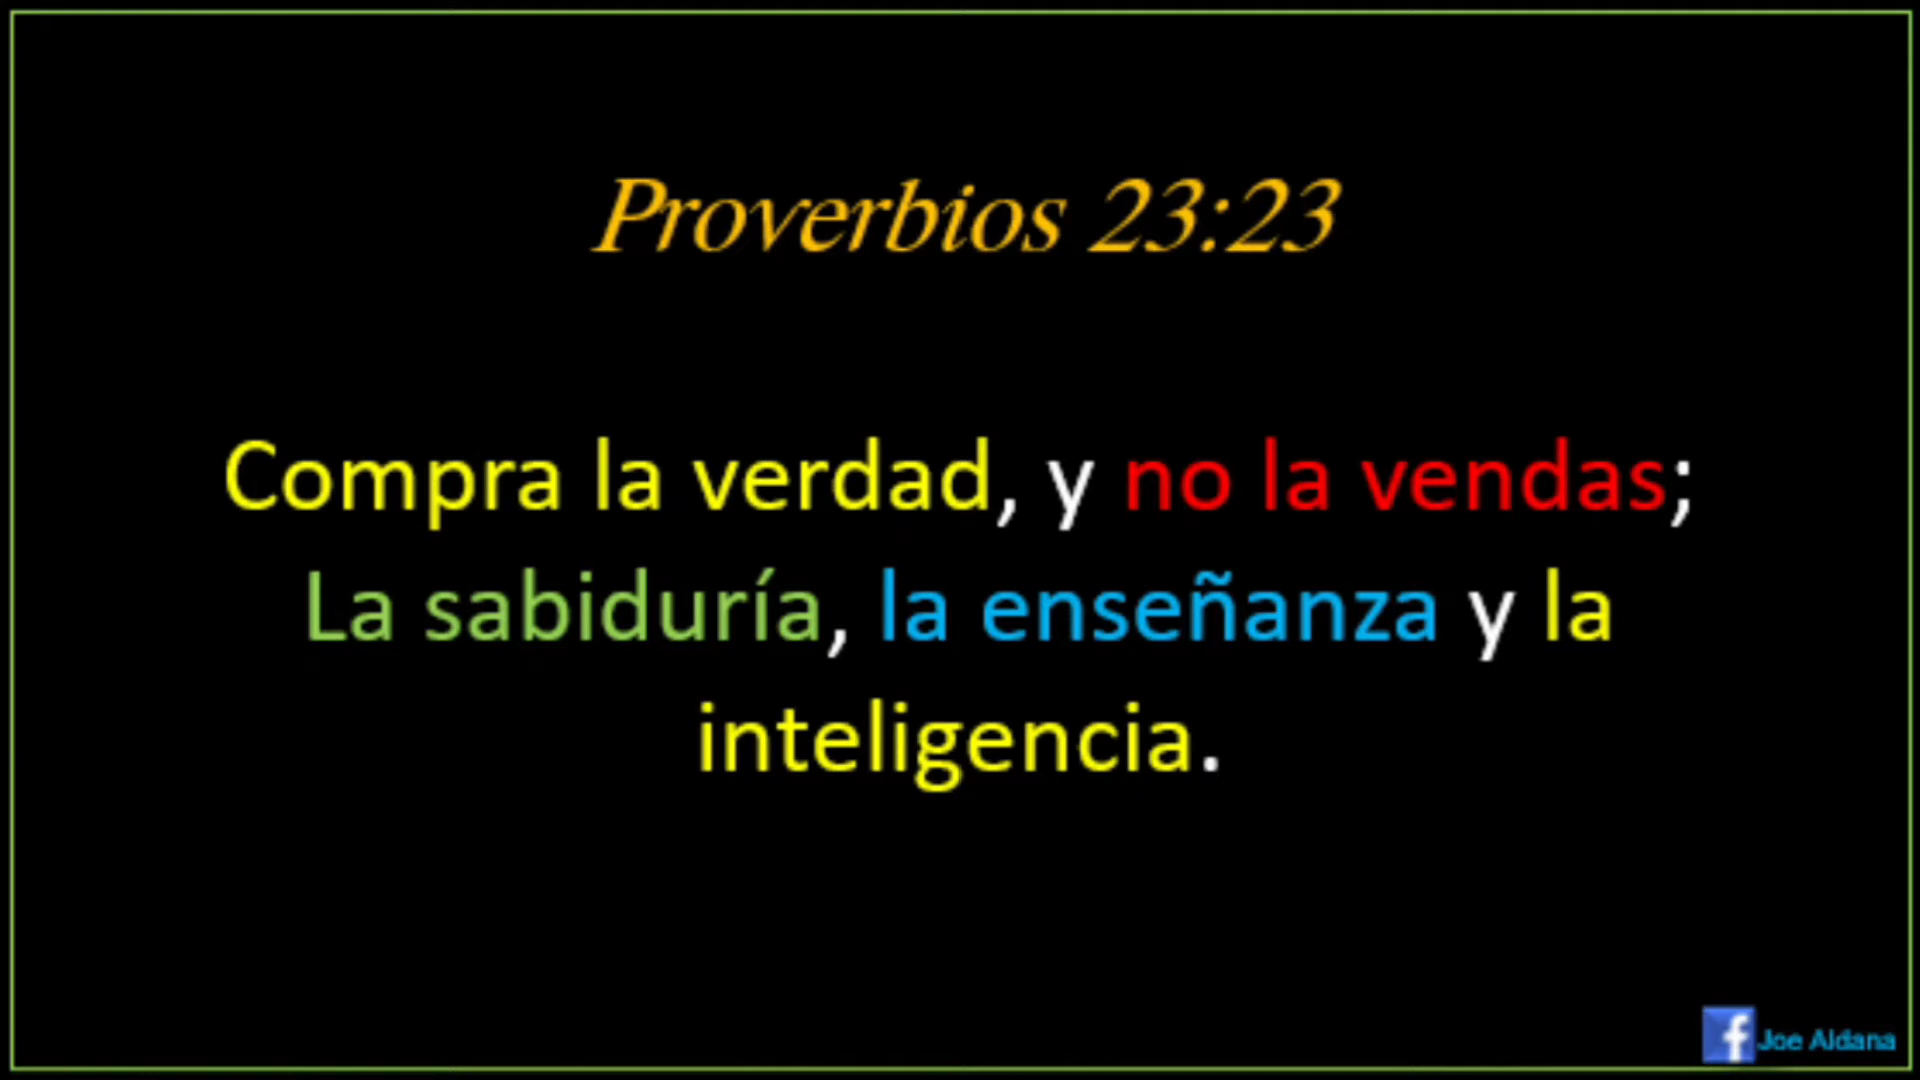 Proverbios 23:23
Compra la verdad, y no la vendas;
La sabiduría, la enseñanza y la
inteligencia.
f Joe Aldana